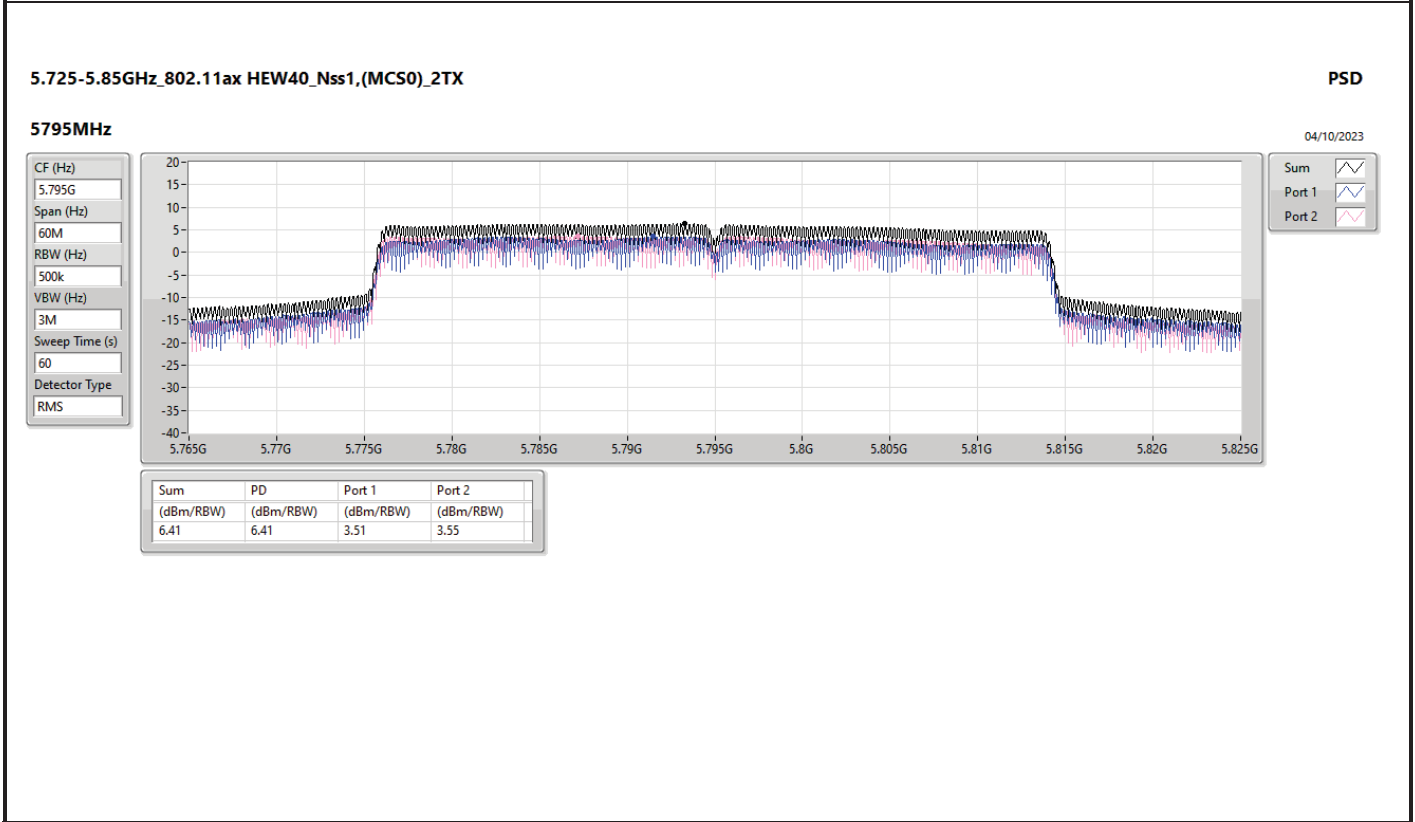 5.725-5.85GHz_802.11ax HEW40_Nss1,(MCS0)_2TX PSD
5795MHz
04/10/2023
CF (Hz)
5.795G
Span (Hz)
60M
RBW (Hz)
500k
VBW (Hz)
3M
Sweep Time (s)
60
Detector Type
RMS
20
15
10
5
0
-5
-10
-15
-20
-25
-30
-35
-40
5.765G 5.77G 5.775G 5.78G 5.785G 5.79G 5.795G 5.8G 5.805G 5.81G 5.815G 5.82G 5.825G
Sum
Port 1
Port 2
Sum PD Port 1 Port 2
(dBm/RBW) (dBm/RBW) (dBm/RBW) (dBm/RBW)
6.41 6.41 3.51 3.55